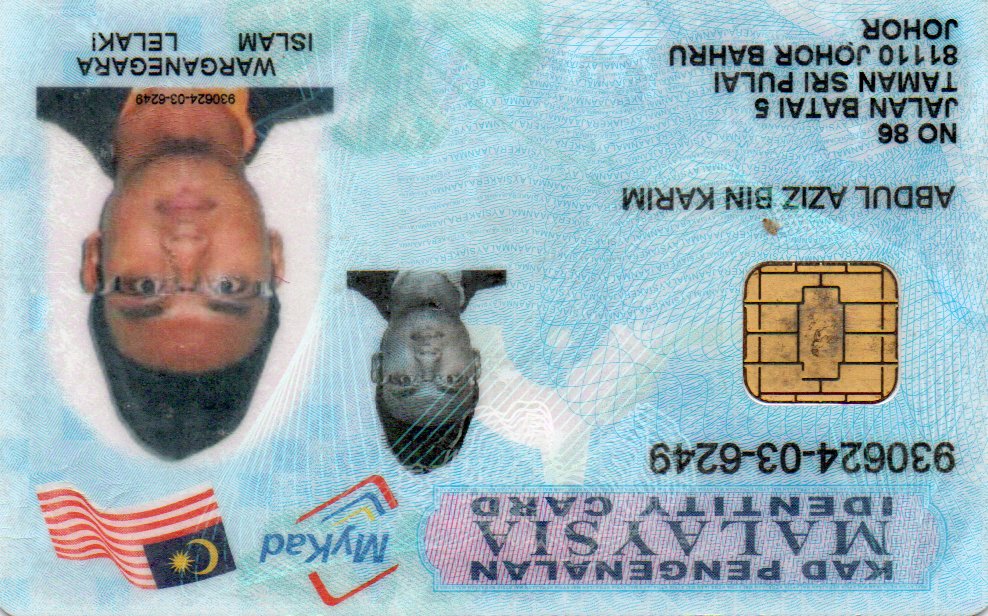 KAD PENGENALAN
MALAYSIA
IDENTITY CARD
MyKad
930624-03-6249
ABDUL AZIZ BIN KARIM
NO 86
JALAN BATAI 5
TAMAN SRI PULAI
81110 JOHOR BAHRU
JOHOR
930624-03-6249
WARGANEGARA
ISLAM LELAKI